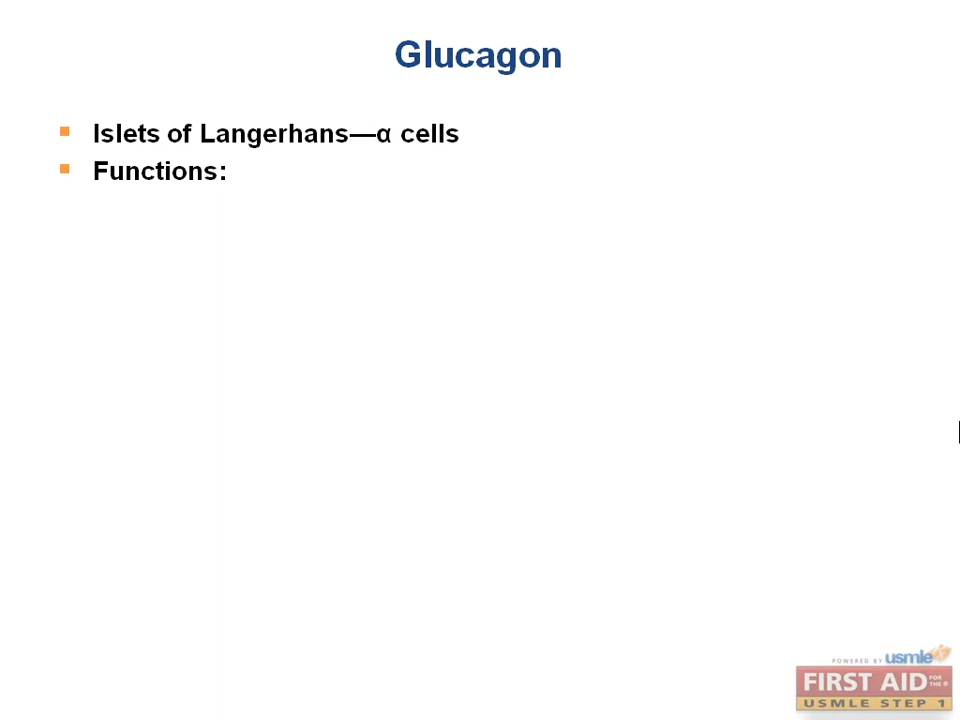 Glucagon
Islets of Langerhans—α cells
Functions:
POWERED BY usmle
FIRST AID FOR THE®
USMLE STEP 1